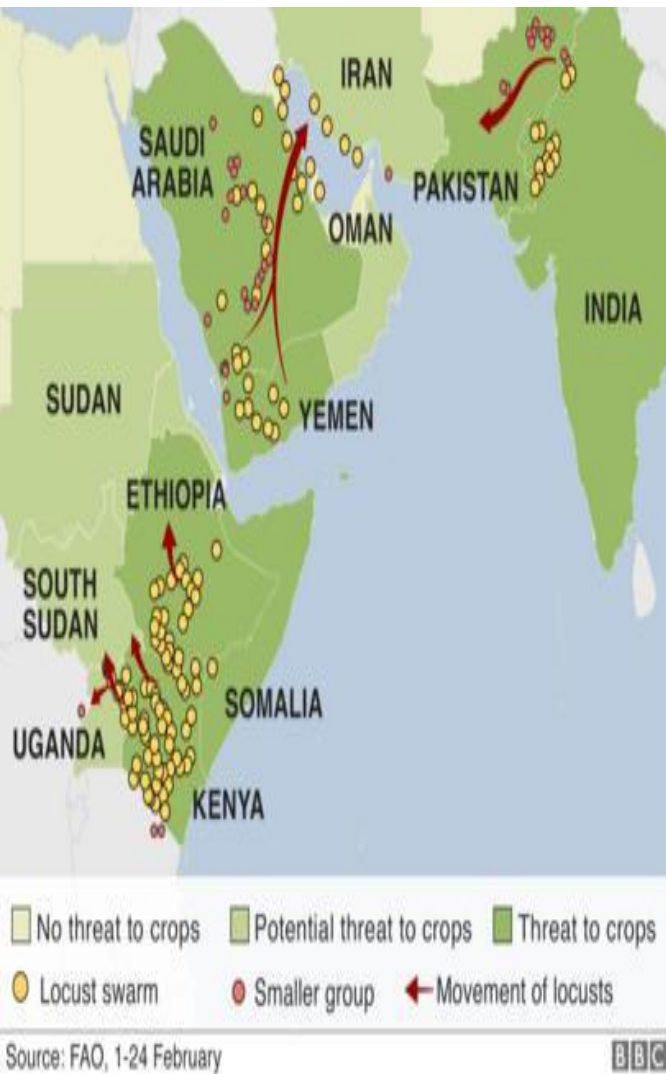 IRAN
SAUDI
ARABIA
PAKISTAN
OMAN
INDIA
SUDAN
YEMEN
ETHIOPIA
SOUTH
SUDAN
SOMALIA
UGANDA
KENYA
No threat to crops
Potential threat to crops
Threat to crops
Locust swarm
Smaller group
Movement of locusts
Source: FAO, 1-24 February
BBC